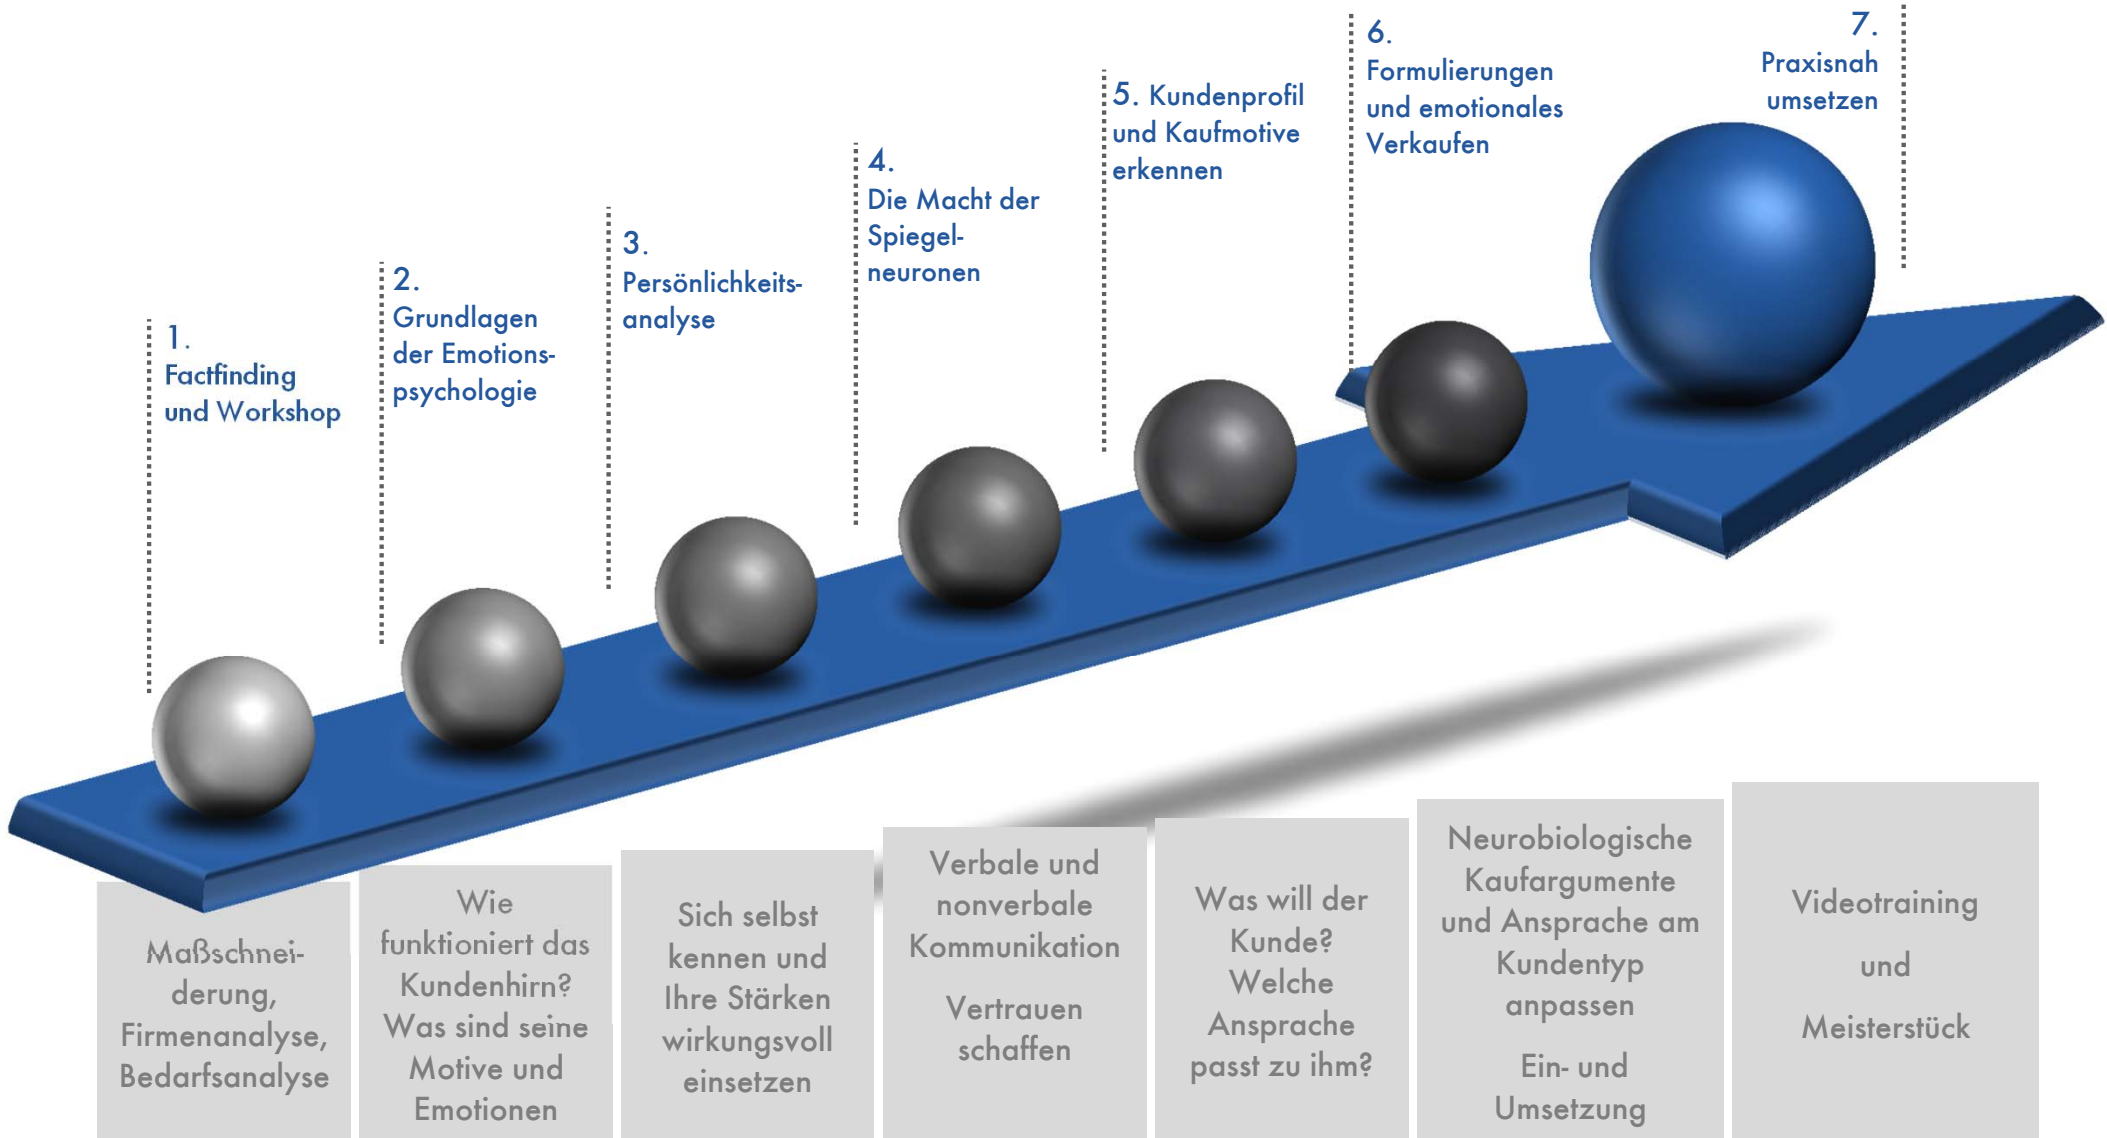 1.
Factfinding
und Workshop
2.
Grundlagen
der Emotions-
psychologie
3.
Persönlichkeits-
analyse
4.
Die Macht der
Spiegel-
neuronen
5. Kundenprofil
und Kaufmotive
erkennen
6.
Formulierungen
und emotionales
Verkaufen
7.
Praxisnah
umsetzen
Maßschnei-
derung,
Firmenanalyse,
Bedarfsanalyse
Wie
funktioniert das
Kundenhirn?
Was sind seine
Motive und
Emotionen
Sich selbst
kennen und
Ihre Stärken
wirkungsvoll
einsetzen
Verbale und
nonverbale
Kommunikation
Vertrauen
schaffen
Was will der
Kunde?
Welche
Ansprache
passt zu ihm?
Neurobiologische
Kaufargumente
und Ansprache am
Kundentyp
anpassen
Ein- und
Umsetzung
Videotraining
und
Meisterstück